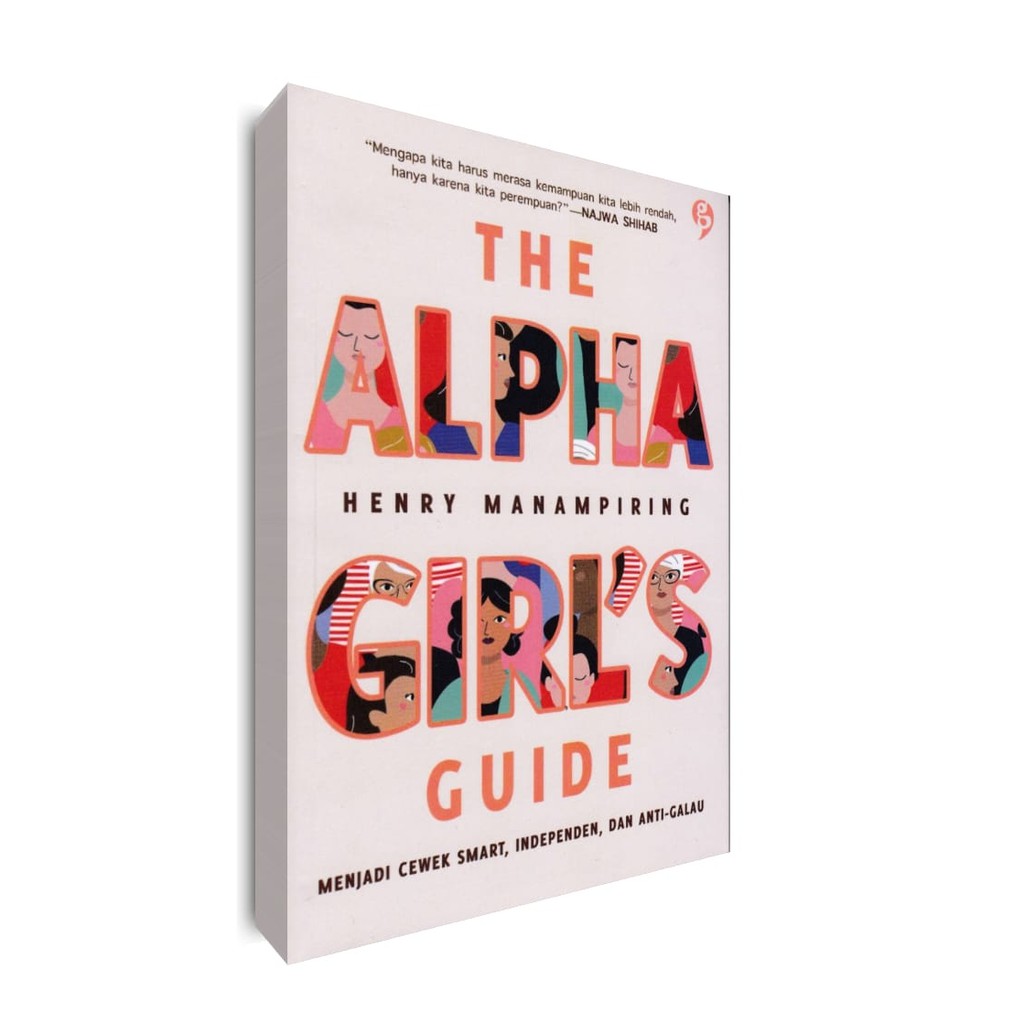 “Mengapa kita harus merasa kemampuan kita lebih rendah,
hanya karena kita perempuan?”—NAJWA SHIHAB
THE
ALPHA
HENRY MANAMPIRING
GIRL'S
GUIDE
MENJADI CEWEK SMART, INDEPENDEN, DAN ANTI-GALAU